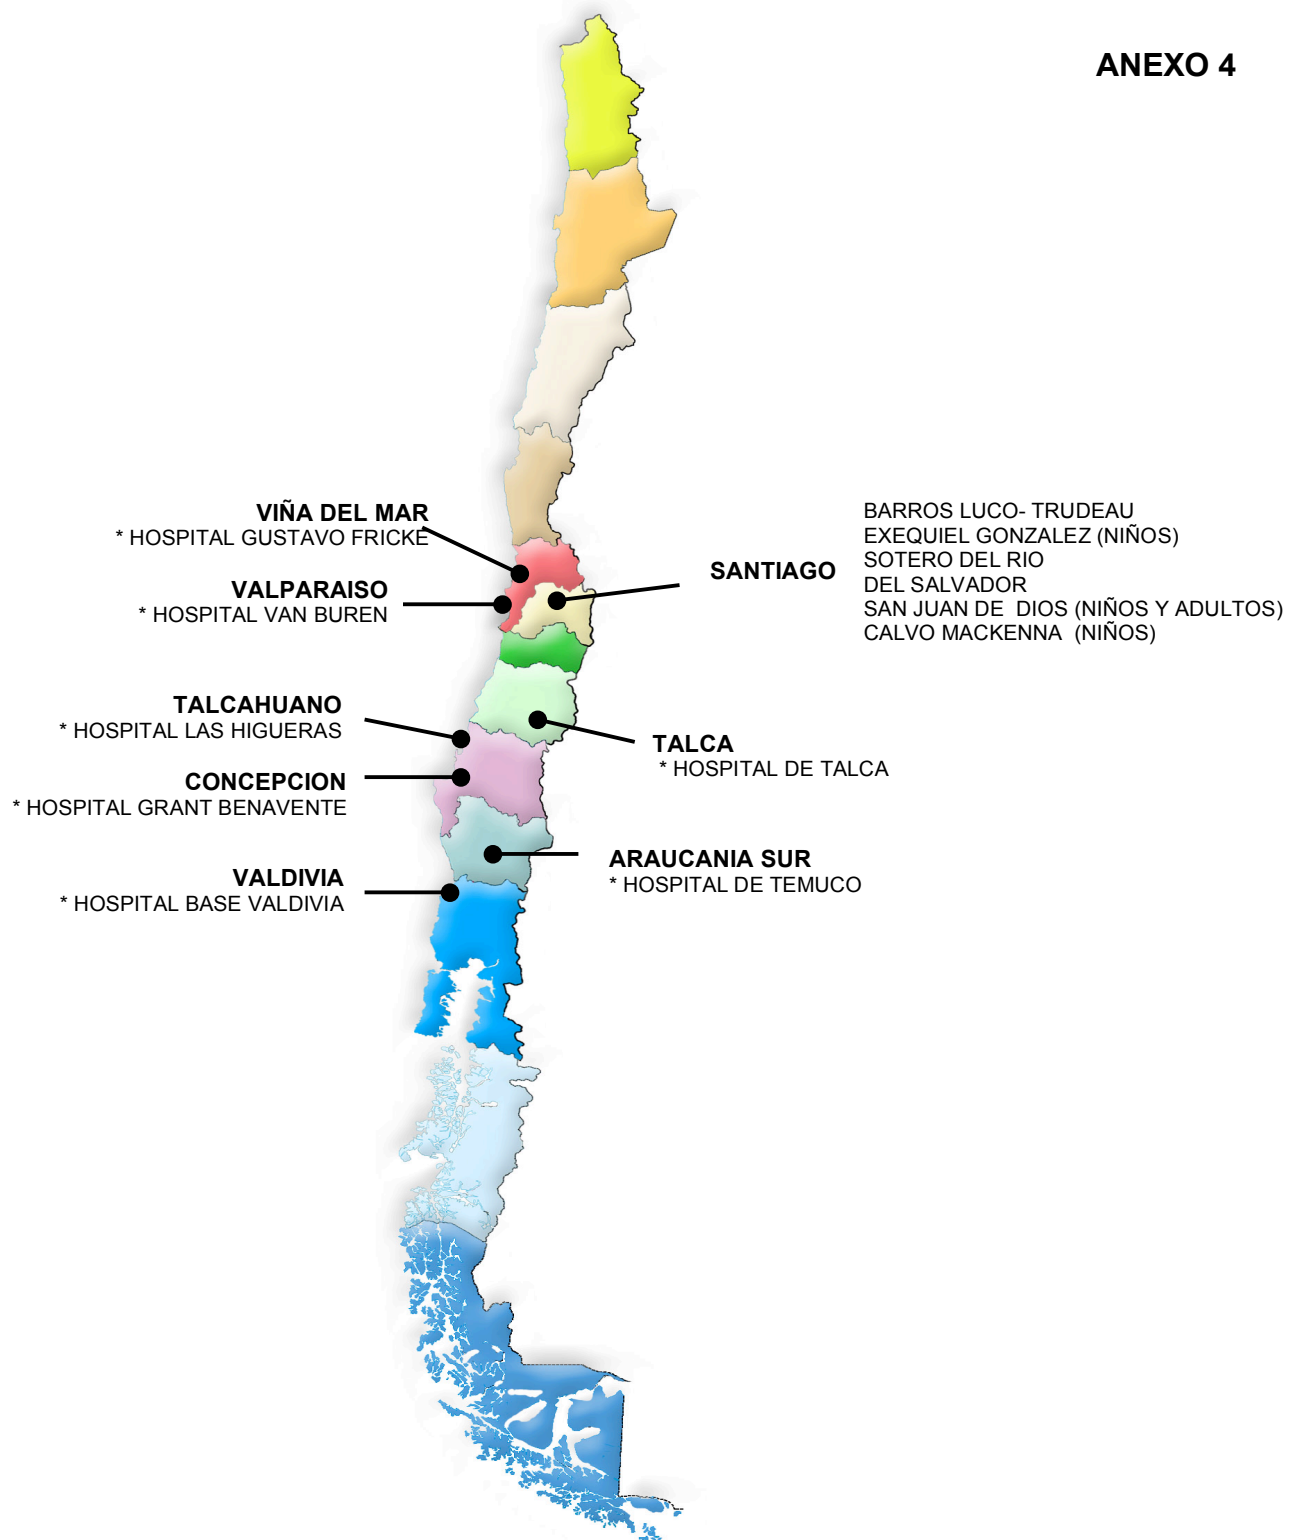 ANEXO 4
VIÑA DEL MAR
* HOSPITAL GUSTAVO FRICKE
VALPARAISO
* HOSPITAL VAN BUREN
SANTIAGO
BARROS LUCO- TRUDEAU
EXEQUIEL GONZALEZ (NIÑOS)
SOTERO DEL RIO
DEL SALVADOR
SAN JUAN DE DIOS (NIÑOS Y ADULTOS)
CALVO MACKENNA (NIÑOS)
TALCAHUANO
* HOSPITAL LAS HIGUERAS
TALCA
* HOSPITAL DE TALCA
CONCEPCION
* HOSPITAL GRANT BENAVENTE
ARAUCANIA SUR
* HOSPITAL DE TEMUCO
VALDIVIA
* HOSPITAL BASE VALDIVIA